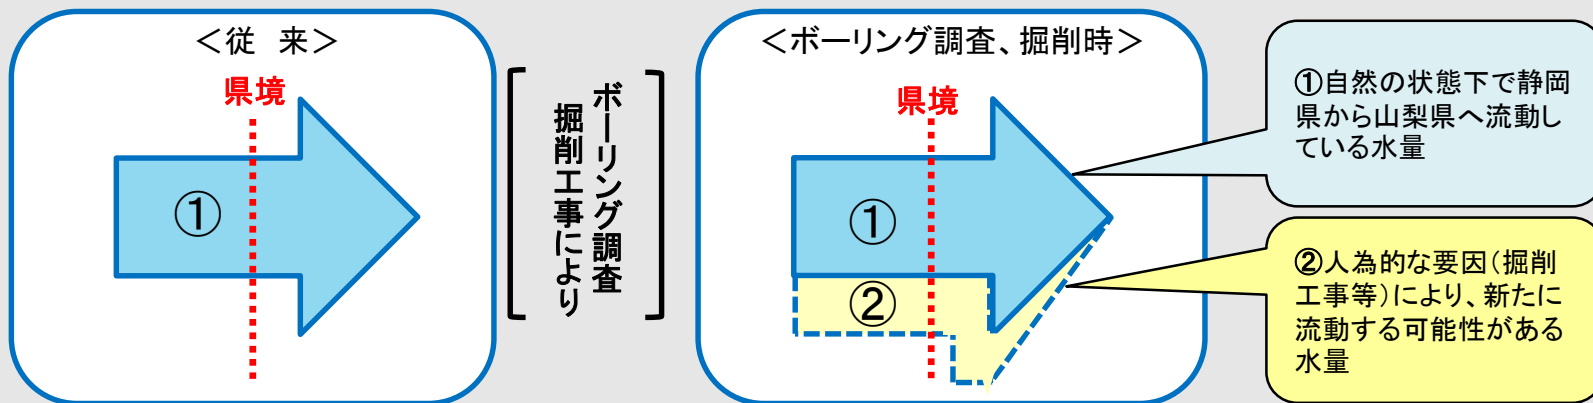 ＜従　来＞
県境
①
ボーリング調査
掘削工事により
＜ボーリング調査、掘削時＞
県境
①
②
①自然の状態下で静岡
県から山梨県へ流動し
ている水量
②人為的な要因（掘削
工事等）により、新たに
流動する可能性がある
水量